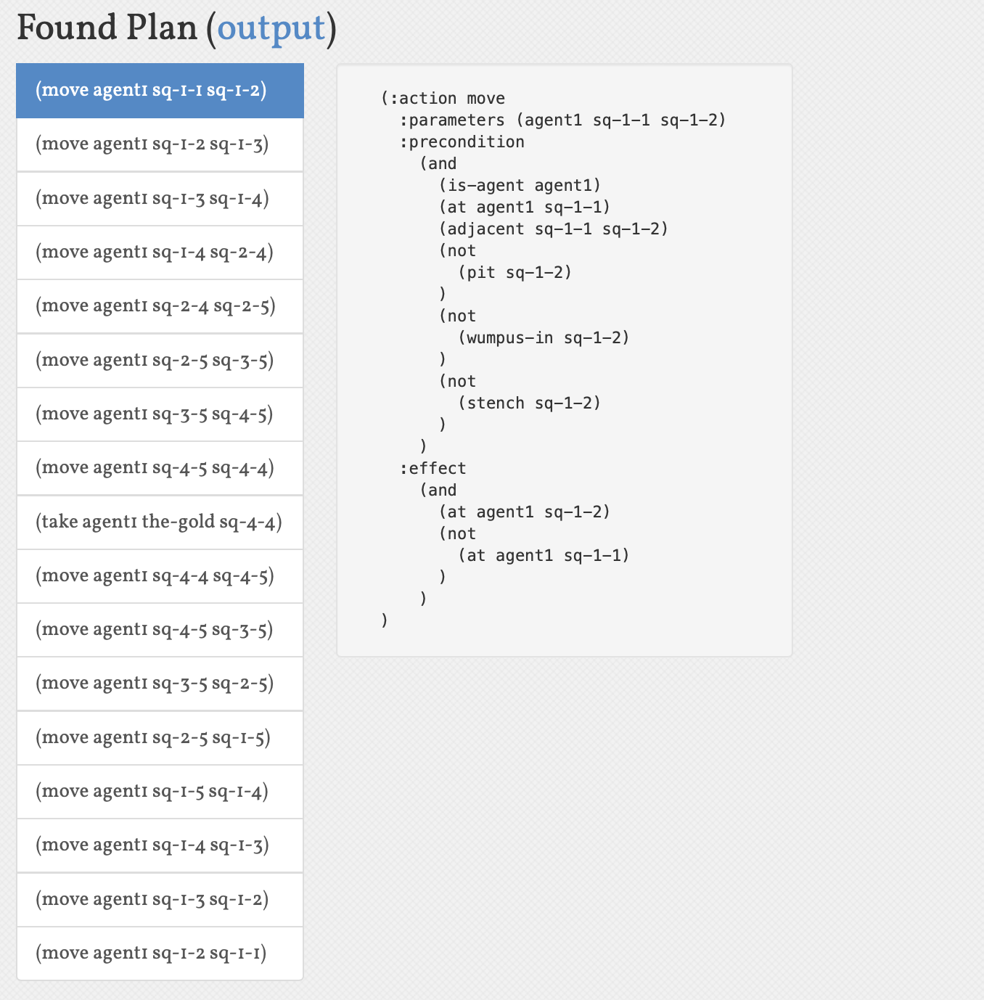 Found Plan (output)
(move agent1 sq-1-1 sq-1-2)
(move agent1 sq-1-2 sq-1-3)
(move agent1 sq-1-3 sq-1-4)
(move agent1 sq-1-4 sq-2-4)
(move agent1 sq-2-4 sq-2-5)
(move agent1 sq-2-5 sq-3-5)
(move agent1 sq-3-5 sq-4-5)
(move agent1 sq-4-5 sq-4-4)
(take agent1 the-gold sq-4-4)
(move agent1 sq-4-4 sq-4-5)
(move agent1 sq-4-5 sq-3-5)
(move agent1 sq-3-5 sq-2-5)
(move agent1 sq-2-5 sq-1-5)
(move agent1 sq-1-5 sq-1-4)
(move agent1 sq-1-4 sq-1-3)
(move agent1 sq-1-3 sq-1-2)
(move agent1 sq-1-2 sq-1-1)
(:action move
  :parameters (agent1 sq-1-1 sq-1-2)
  :precondition
    (and
      (is-agent agent1)
      (at agent1 sq-1-1)
      (adjacent sq-1-1 sq-1-2)
      (not
        (pit sq-1-2)
      )
      (not
        (wumpus-in sq-1-2)
      )
      (not
        (stench sq-1-2)
      )
    )
  :effect
    (and
      (at agent1 sq-1-2)
      (not
        (at agent1 sq-1-1)
      )
    )
)